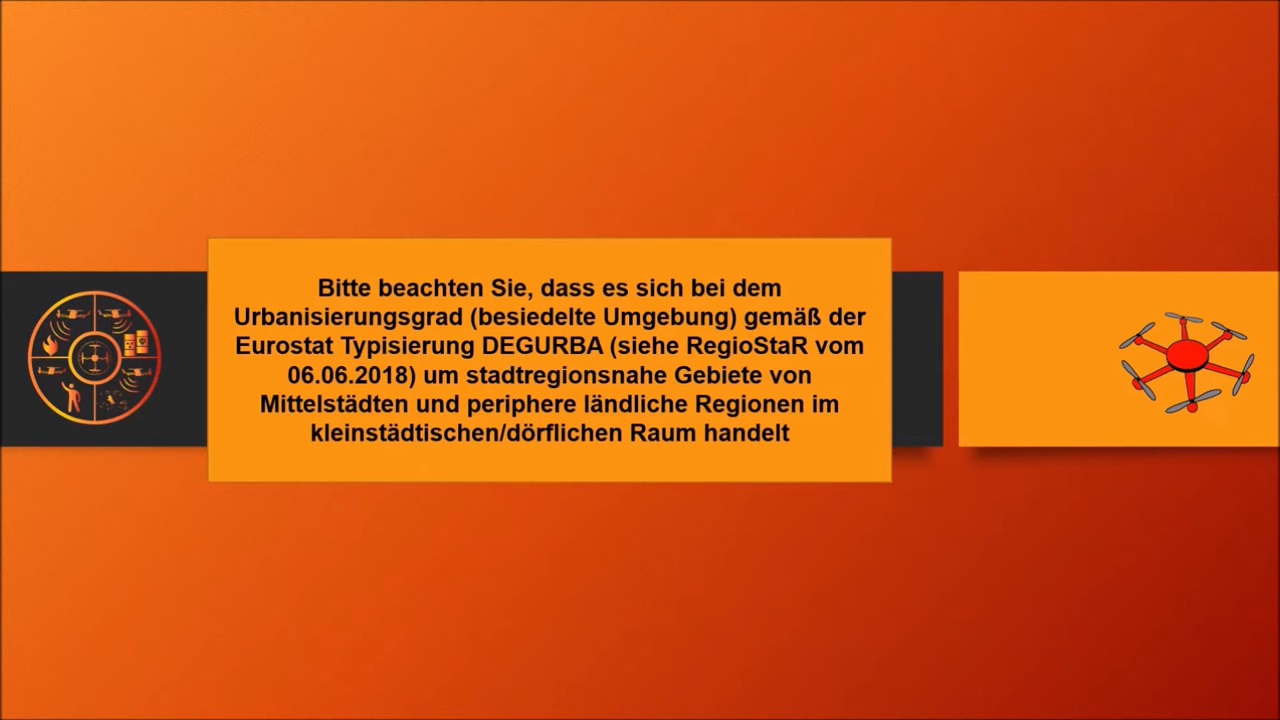 Bitte beachten Sie, dass es sich bei dem
Urbanisierungsgrad (besiedelte Umgebung) gemäß der
Eurostat Typisierung DEGURBA (siehe RegioStaR vom
06.06.2018) um stadtregionsnahe Gebiete von
Mittelstädten und periphere ländliche Regionen im
kleinstädtischen/dörflichen Raum handelt